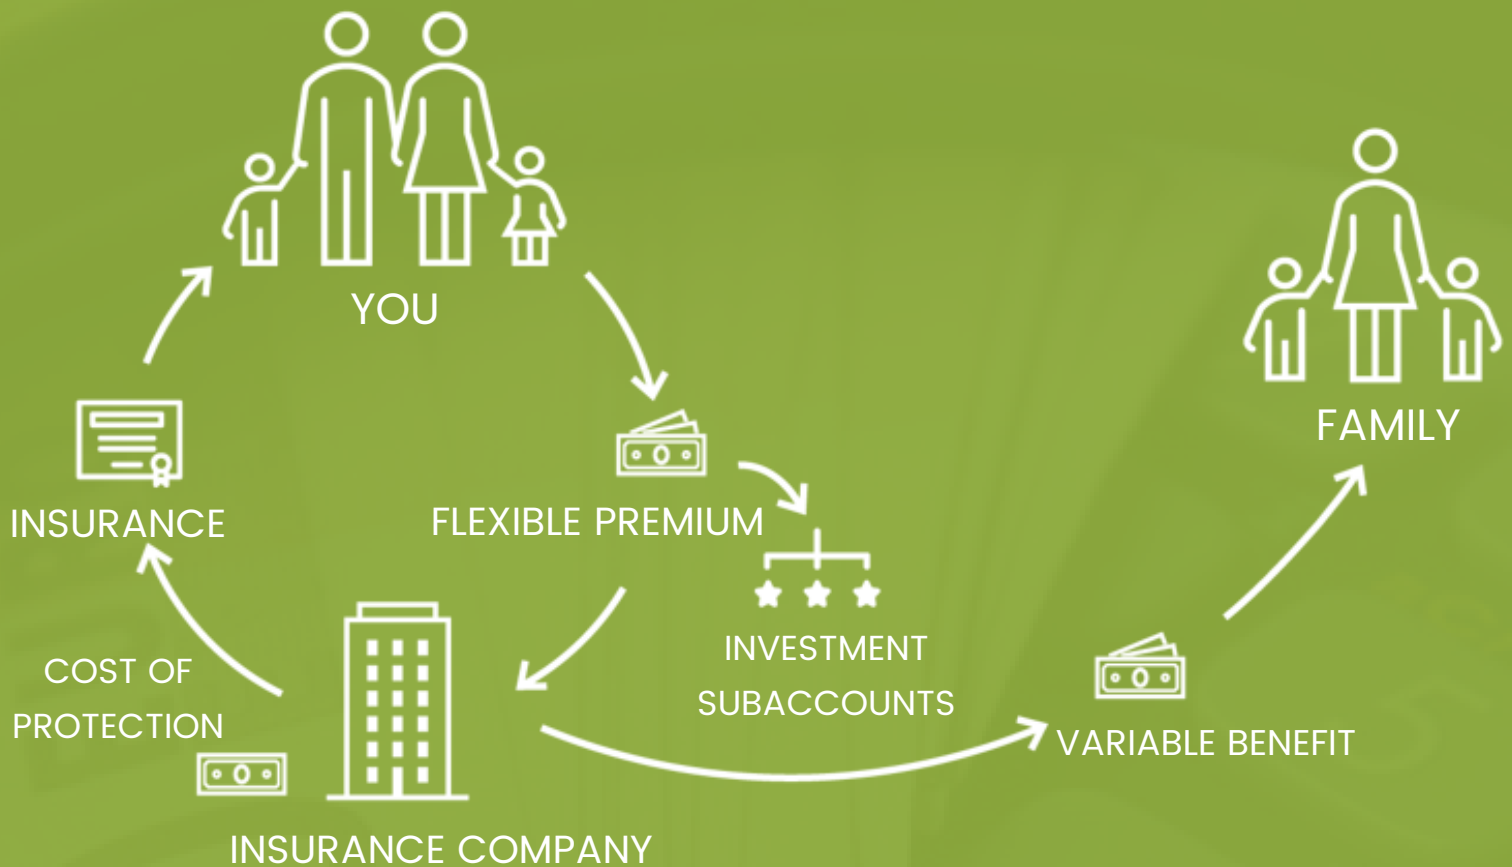 YOU
FAMILY
INSURANCE
FLEXIBLE PREMIUM
INVESTMENT
SUBACCOUNTS
COST OF
PROTECTION
VARIABLE BENEFIT
INSURANCE COMPANY